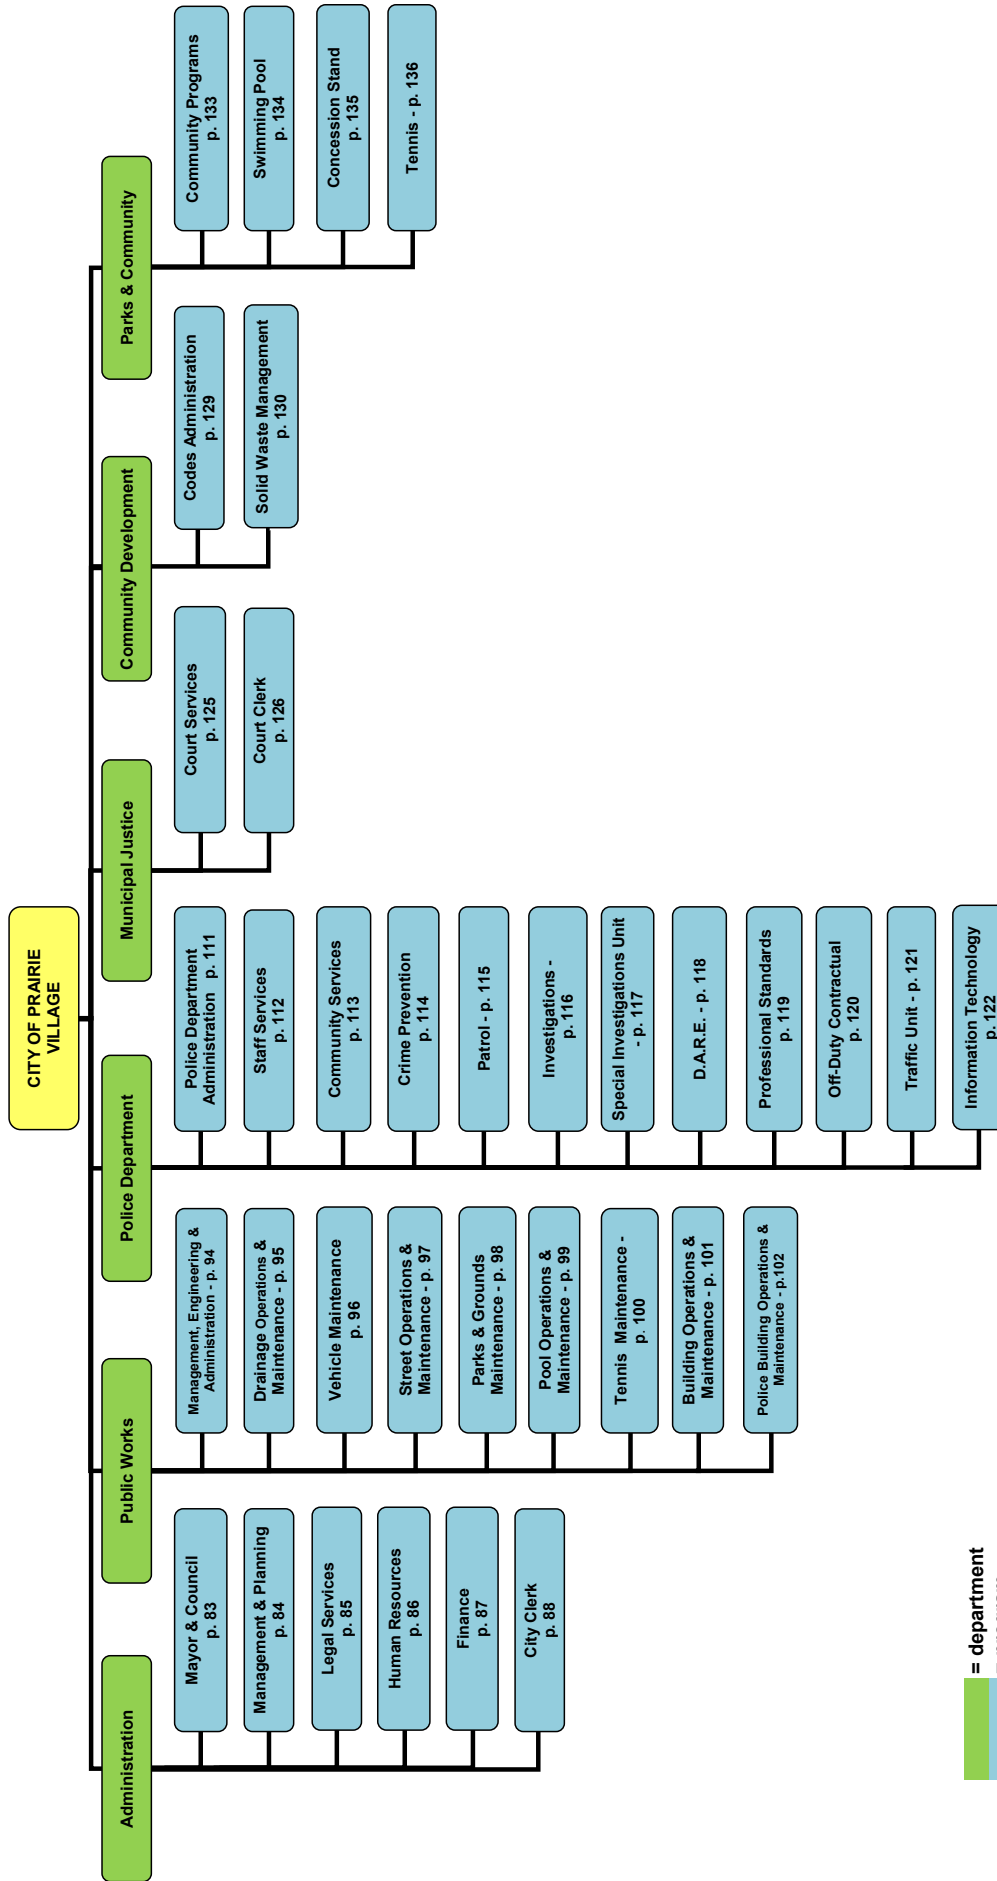 CITY OF PRAIRIE
VILLAGE
Administration
Mayor & Council
p. 83
Management & Planning
p. 84
Legal Services
p. 85
Human Resources
p. 86
Finance
p. 87
City Clerk
p. 88
Public Works
Management, Engineering &
Administration - p. 94
Drainage Operations &
Maintenance - p. 95
Vehicle Maintenance
p. 96
Street Operations &
Maintenance - p. 97
Parks & Grounds
Maintenance - p. 98
Pool Operations &
Maintenance - p. 99
Tennis Maintenance -
p. 100
Building Operations &
Maintenance - p. 101
Police Building Operations &
Maintenance - p.102
Police Department
Police Department
Administration p. 111
Staff Services
p. 112
Community Services
p. 113
Crime Prevention
p. 114
Patrol - p. 115
Investigations -
p. 116
Special Investigations Unit
- p. 117
D.A.R.E. - p. 118
Professional Standards
p. 119
Off-Duty Contractual
p. 120
Traffic Unit - p. 121
Information Technology
p. 122
Municipal Justice
Court Services
p. 125
Court Clerk
p. 126
Community Development
Codes Administration
p. 129
Solid Waste Management
p. 130
Parks & Community
Community Programs
p. 133
Swimming Pool
p. 134
Concession Stand
p. 135
Tennis - p. 136
= department